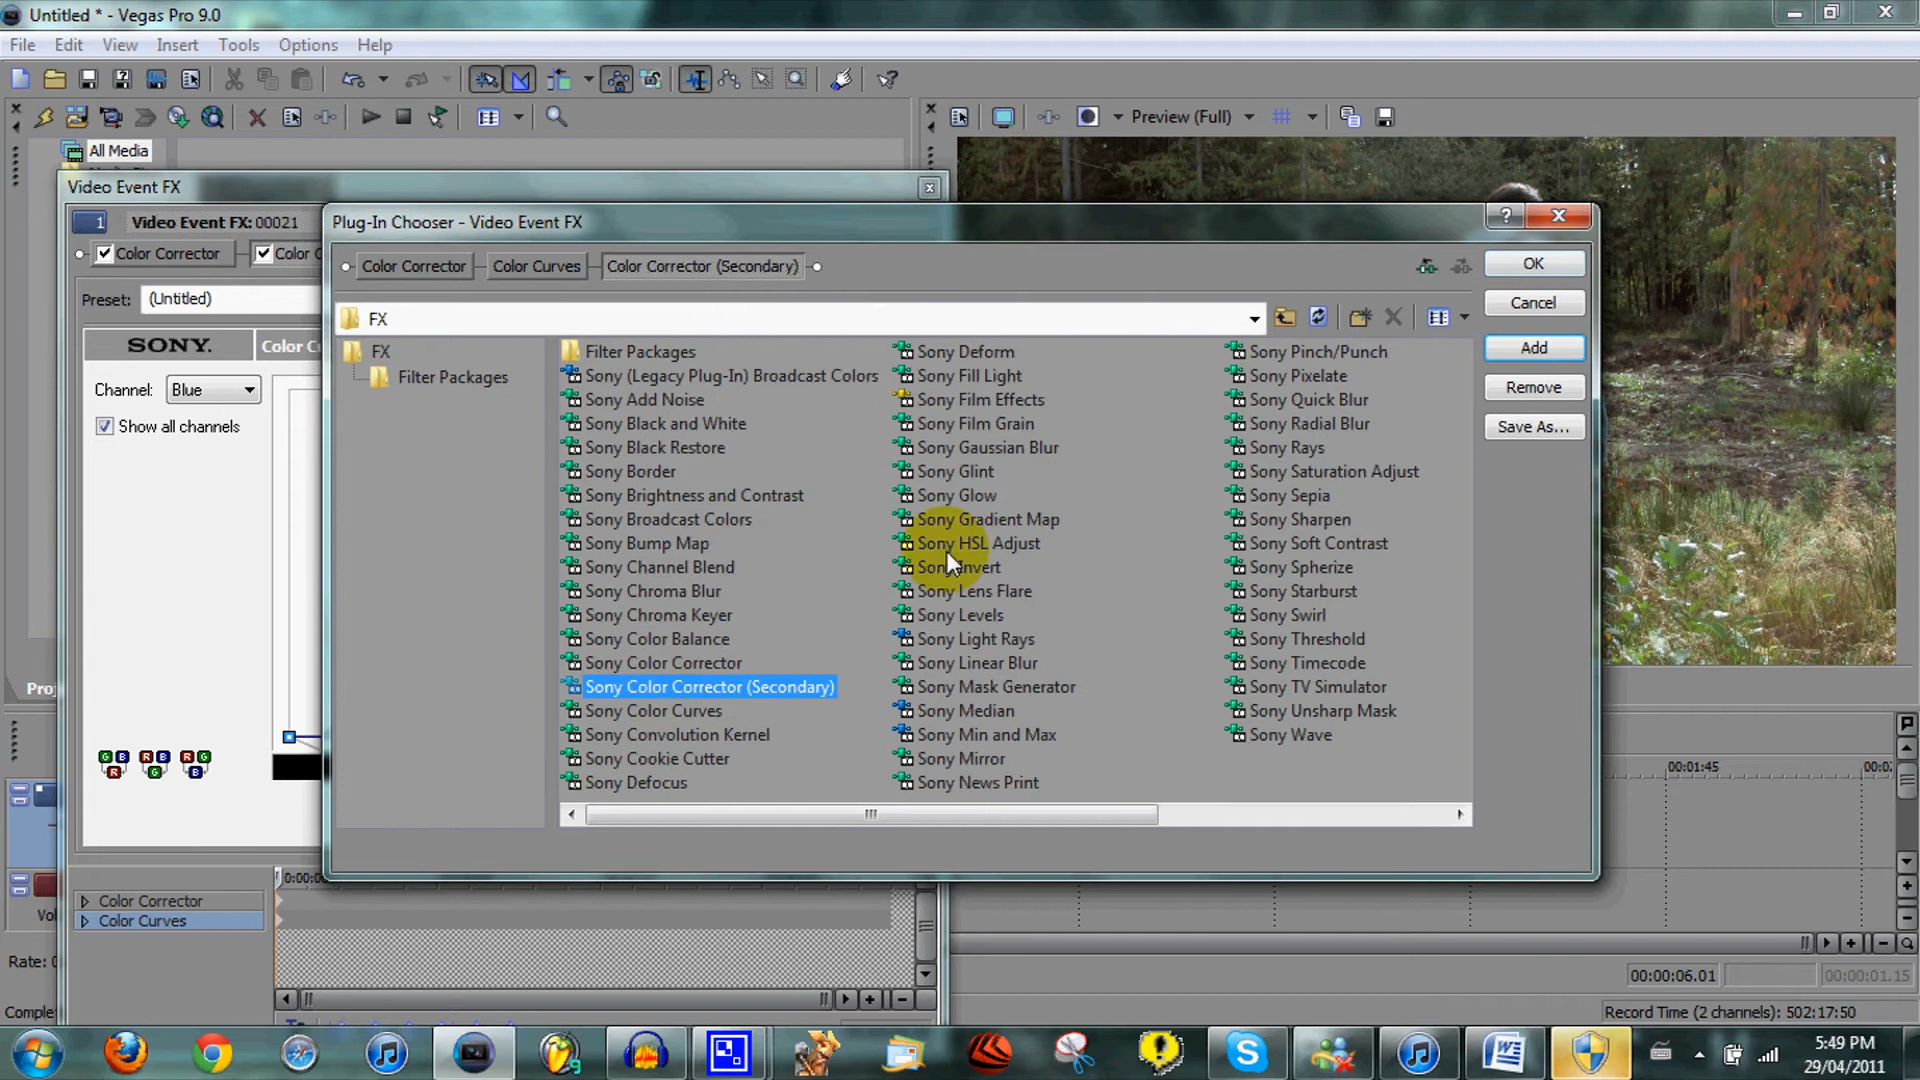 Untitled * - Vegas Pro 9.0
File Edit View Insert Tools Options Help
Preview (Full)
All Media
Video Event FX
1 Video Event FX: 00021
Color Corrector
Preset: (Untitled)
SONY.
Channel: Blue
Show all channels
G B R
R B G
R G B
Plug-In Chooser - Video Event FX
Color Corrector Color Curves Color Corrector (Secondary)
FX
FX
Filter Packages
Filter Packages
Sony (Legacy Plug-In) Broadcast Colors
Sony Add Noise
Sony Black and White
Sony Black Restore
Sony Border
Sony Brightness and Contrast
Sony Broadcast Colors
Sony Bump Map
Sony Channel Blend
Sony Chroma Blur
Sony Chroma Keyer
Sony Color Balance
Sony Color Corrector
Sony Color Corrector (Secondary)
Sony Color Curves
Sony Convolution Kernel
Sony Cookie Cutter
Sony Defocus
Sony Deform
Sony Fill Light
Sony Film Effects
Sony Film Grain
Sony Gaussian Blur
Sony Glint
Sony Glow
Sony Gradient Map
Sony HSL Adjust
Sony Invert
Sony Lens Flare
Sony Levels
Sony Light Rays
Sony Linear Blur
Sony Mask Generator
Sony Median
Sony Min and Max
Sony Mirror
Sony News Print
Sony Pinch/Punch
Sony Pixelate
Sony Quick Blur
Sony Radial Blur
Sony Rays
Sony Saturation Adjust
Sony Sepia
Sony Sharpen
Sony Soft Contrast
Sony Spherize
Sony Starburst
Sony Swirl
Sony Threshold
Sony Timecode
Sony TV Simulator
Sony Unsharp Mask
Sony Wave
OK
Cancel
Add
Remove
Save As...
Color Corrector
Color Curves
Rate:
00:01:45
00:00:06.01
00:00:01.15
Record Time (2 channels): 502:17:50
5:49 PM
29/04/2011